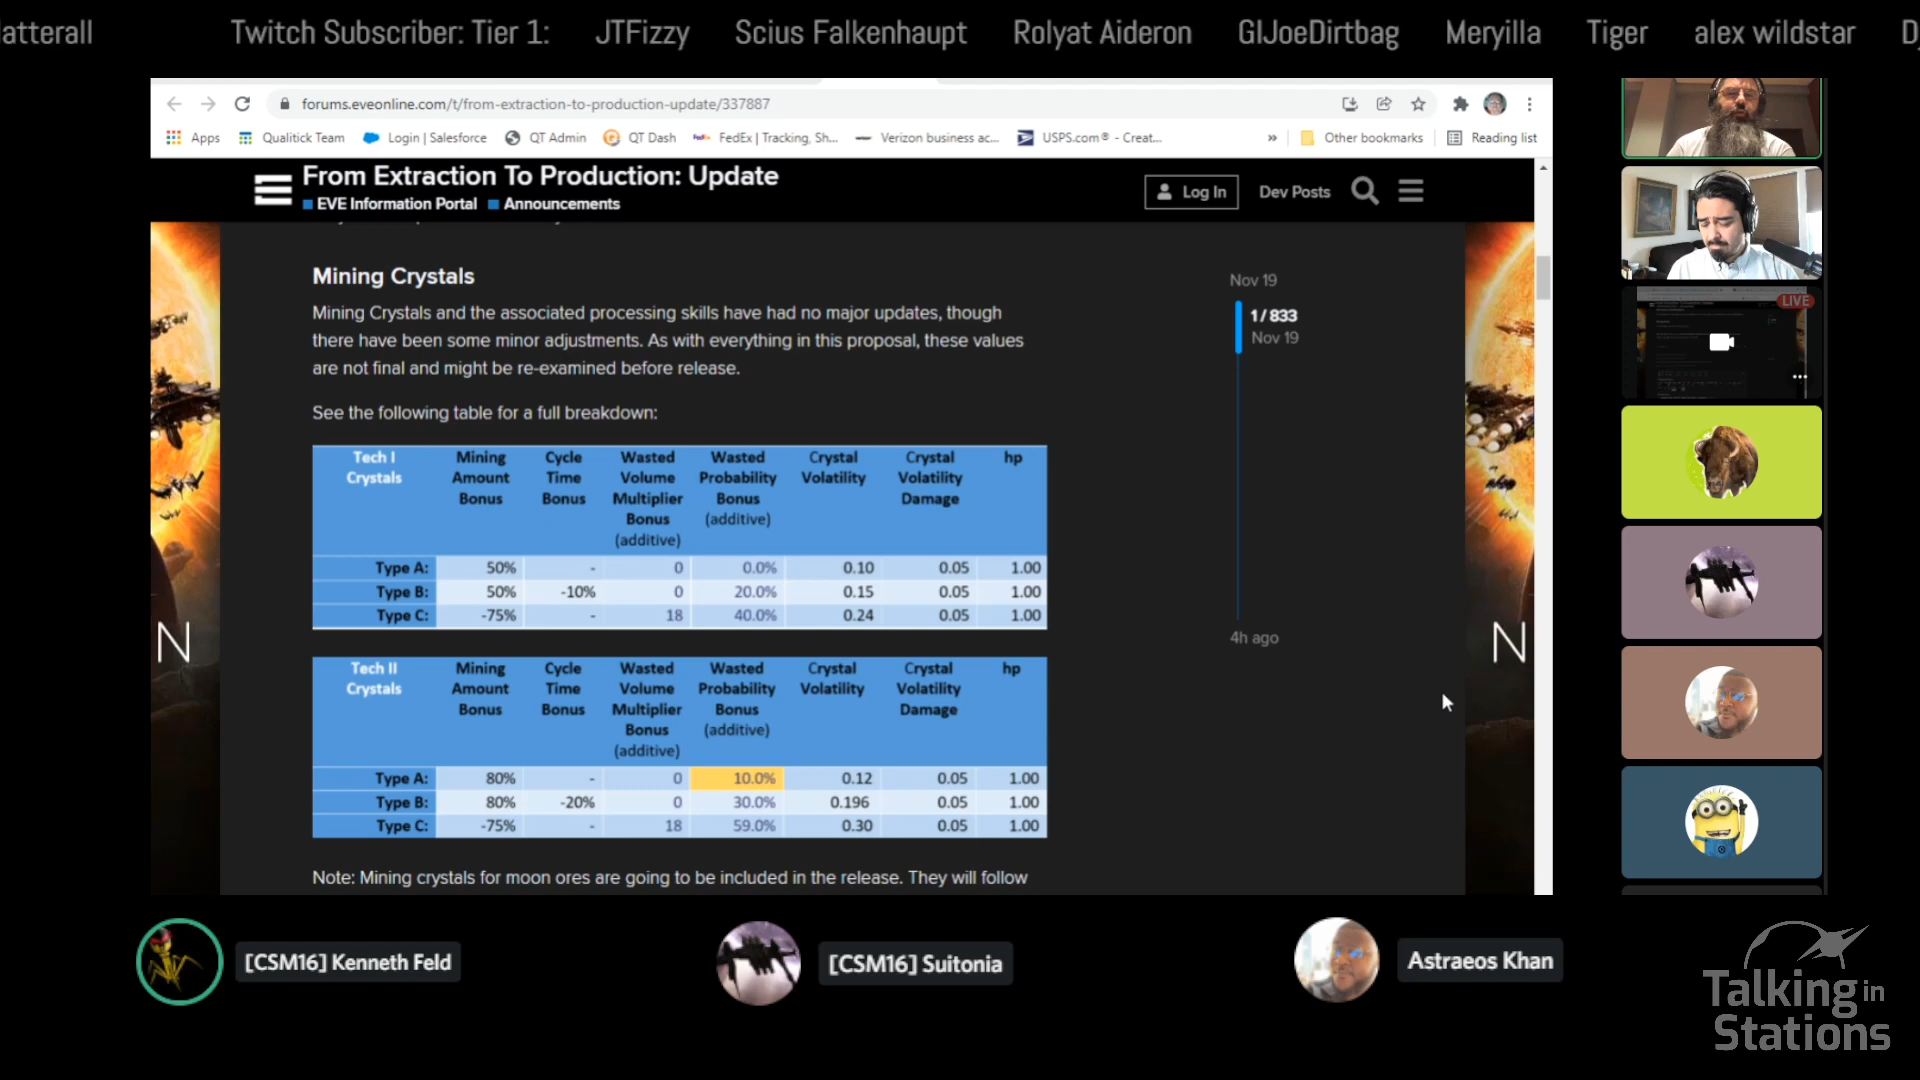 atterall Twitch Subscriber: Tier 1: JTFizzy Scius Falkenhaupt Rolyat Aideron GIJoeDirtbag Meryilla Tiger alex wildstar
forums.eveonline.com/t/from-extraction-to-production-update/337887
Apps Qualitick Team Login | Salesforce QT Admin QT Dash FedEx | Tracking, Sh... Verizon business ac... USPS.com® - Creat... » Other bookmarks Reading list
From Extraction To Production: Update
EVE Information Portal Announcements
Log In Dev Posts
Mining Crystals
Mining Crystals and the associated processing skills have had no major updates, though
there have been some minor adjustments. As with everything in this proposal, these values
are not final and might be re-examined before release.
See the following table for a full breakdown:
Nov 19
1 / 833
Nov 19
4h ago
Tech I Crystals Mining Amount Bonus Cycle Time Bonus Wasted Volume Multiplier Bonus (additive) Wasted Probability Bonus (additive) Crystal Volatility Crystal Volatility Damage hp
Type A: 50% - 0 0.0% 0.10 0.05 1.00
Type B: 50% -10% 0 20.0% 0.15 0.05 1.00
Type C: -75% - 18 40.0% 0.24 0.05 1.00
Tech II Crystals Mining Amount Bonus Cycle Time Bonus Wasted Volume Multiplier Bonus (additive) Wasted Probability Bonus (additive) Crystal Volatility Crystal Volatility Damage hp
Type A: 80% - 0 10.0% 0.12 0.05 1.00
Type B: 80% -20% 0 30.0% 0.196 0.05 1.00
Type C: -75% - 18 59.0% 0.30 0.05 1.00
Note: Mining crystals for moon ores are going to be included in the release. They will follow
N
N
LIVE
[CSM16] Kenneth Feld
[CSM16] Suitonia
Astraeos Khan
Talking in
Stations